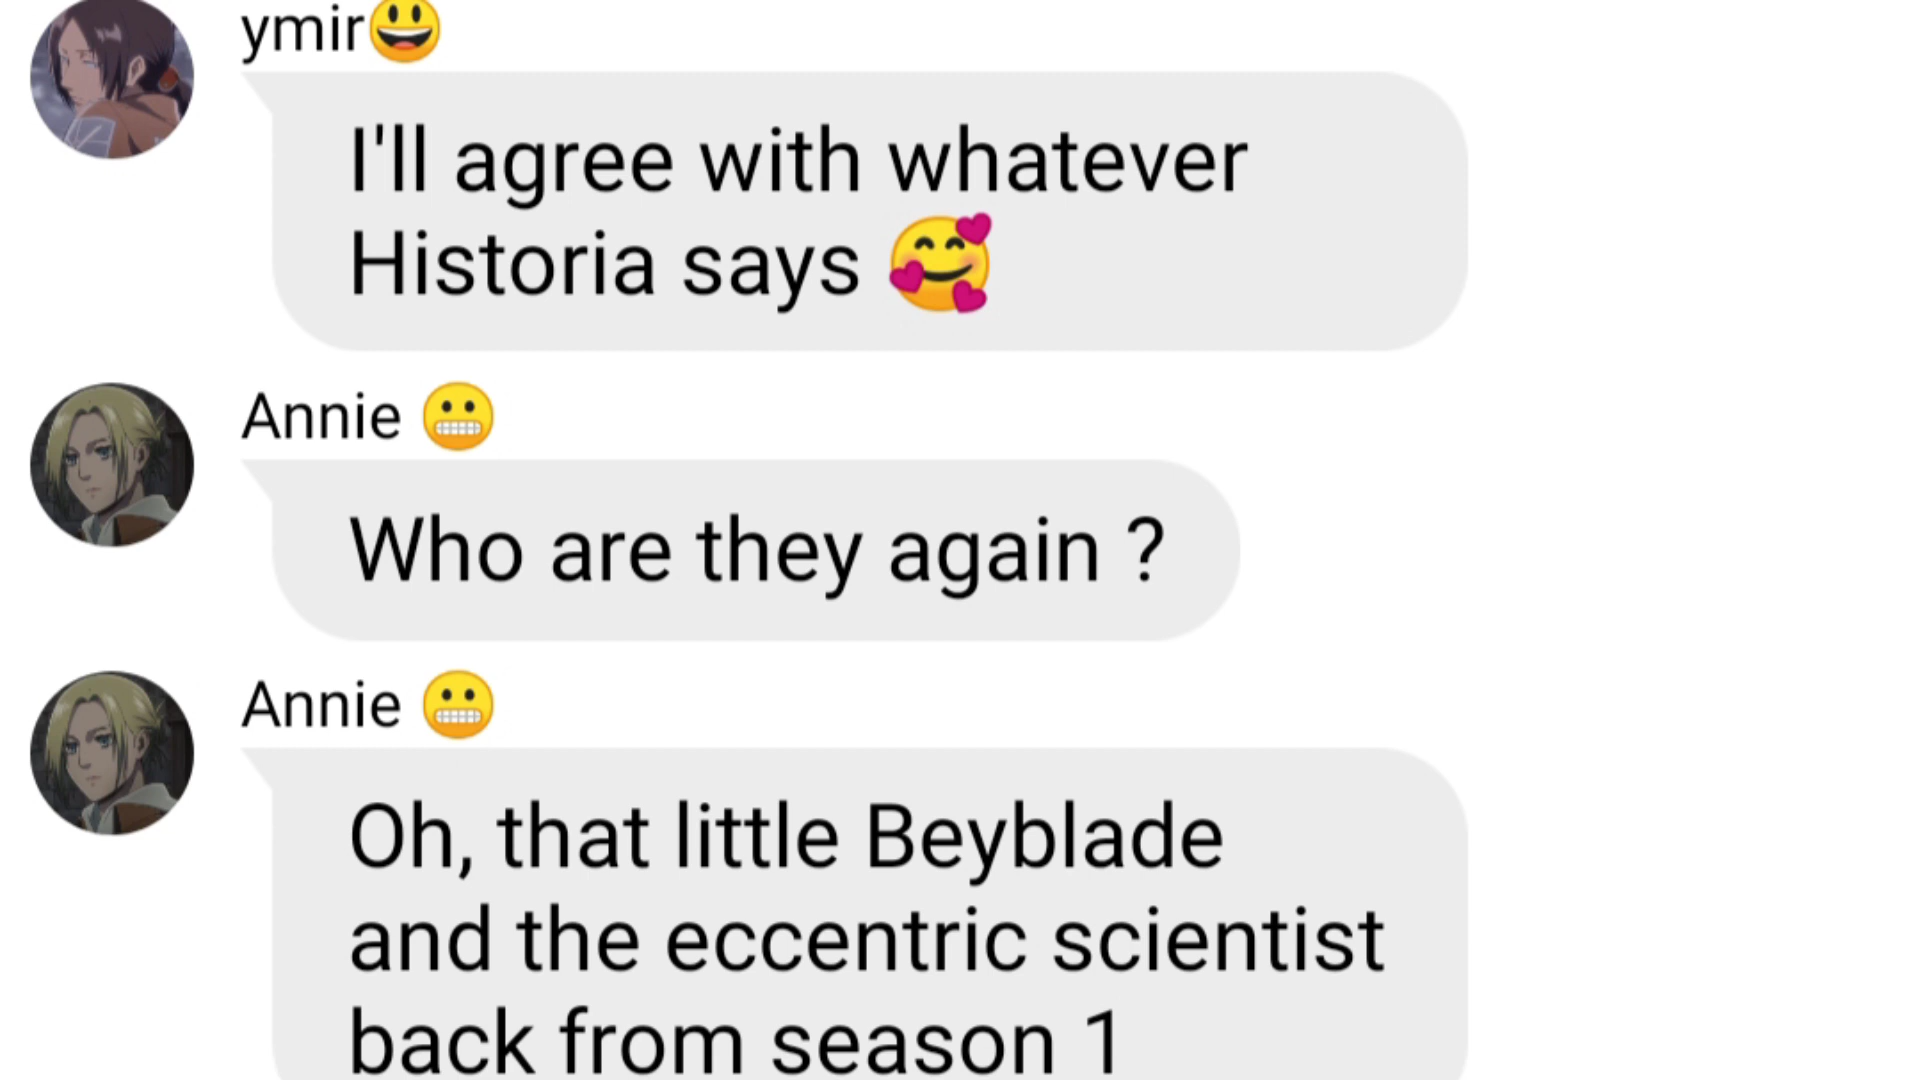 ymir😃
I'll agree with whatever
Historia says 🥰
Annie 😬
Who are they again ?
Annie 😬
Oh, that little Beyblade
and the eccentric scientist
back from season 1